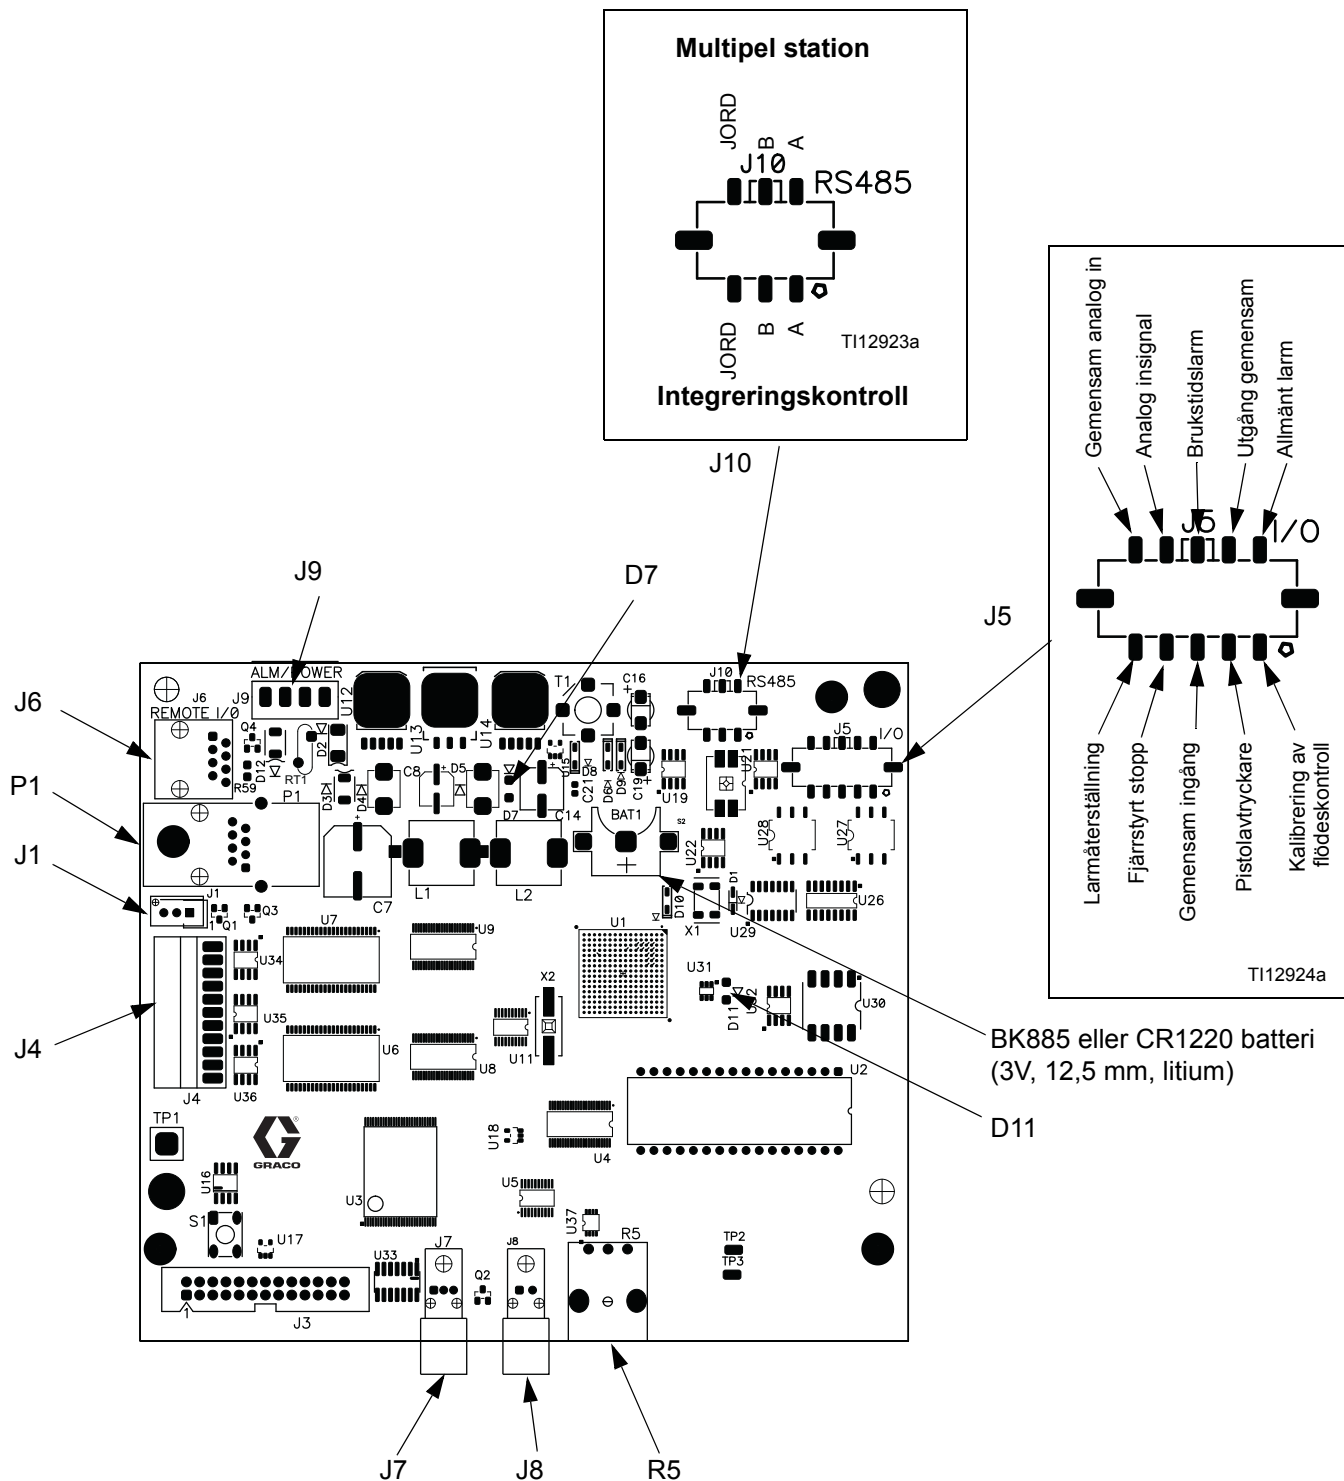 Multipel station
JORD
B
A
J10
RS485
JORD
B
A
TI12923a
Integreringskontroll
J10
Gemensam analog in
Analog insignal
Brukstidslarm
Utgång gemensam
Allmänt larm
J5
I/O
Larmåterställning
Fjärrstyrt stopp
Gemensam ingång
Pistolavtryckare
Kalibrering av
flödeskontroll
TI12924a
J9
D7
J5
J6
P1
J1
J4
BK885 eller CR1220 batteri
(3V, 12,5 mm, litium)
D11
J7
J8
R5
ALM/POWER
J9
J6
REMOTE I/O
Q4
D12
R59
RT1
P1
D2
U12
U13
U14
T1
C16
J10
RS485
J5
I/O
D3
D4
C8
D5
D7
C14
U15
D8
C21
D6
D9
C19
U19
U21
BAT1
S2
U22
U28
U27
J1
1
Q1
Q3
C7
L1
L2
D10
X1
D1
U29
U26
U34
U35
U36
J4
U7
U9
U6
U8
U11
X2
U1
U31
D11
U32
U30
U2
TP1
GRACO
U16
S1
U17
U3
U18
U4
U5
U37
R5
TP2
TP3
U33
J7
Q2
J8
1
J3